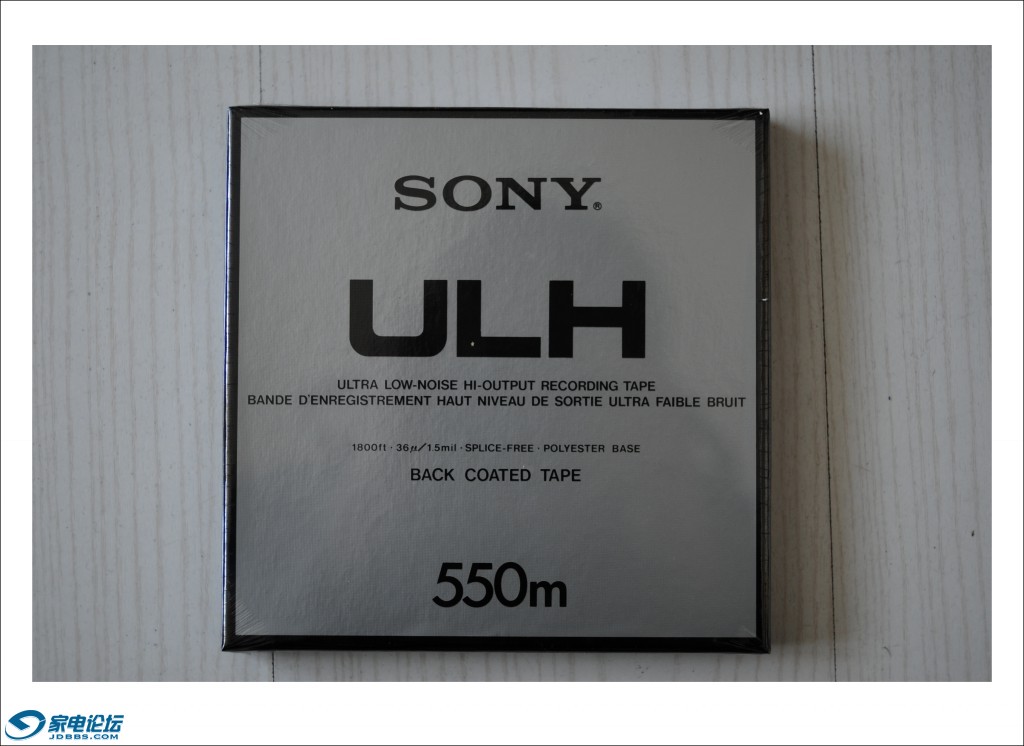 SONY®
ULH
ULTRA LOW-NOISE HI-OUTPUT RECORDING TAPE
BANDE D'ENREGISTREMENT HAUT NIVEAU DE SORTIE ULTRA FAIBLE BRUIT
1800ft · 36μ/1.5mil · SPLICE-FREE · POLYESTER BASE
BACK COATED TAPE
550m
家电论坛
JDBBS.COM